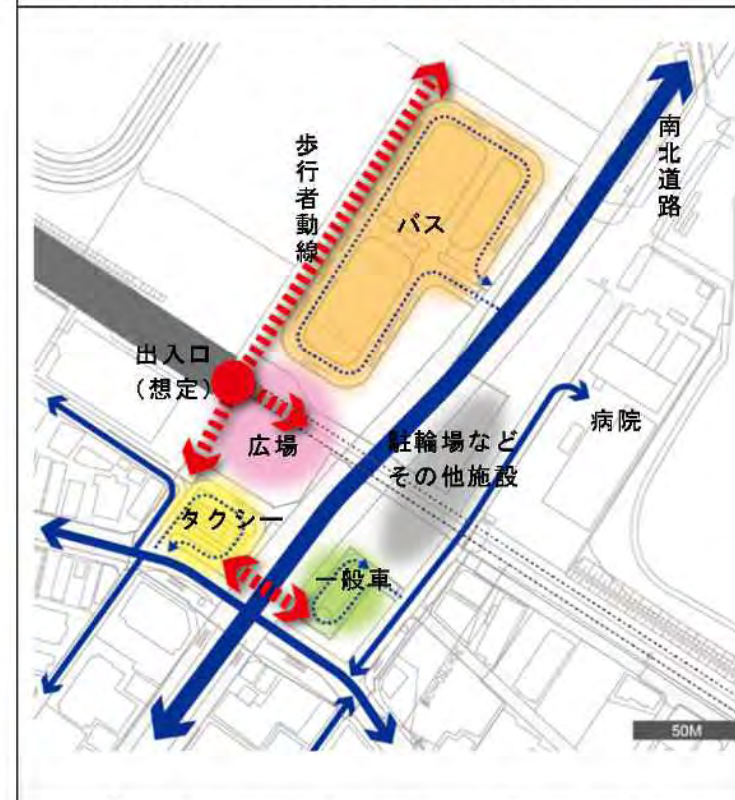 南北道路
歩行者動線
バス
出入口
(想定)
広場
駐輪場など
その他施設
病院
タクシー
一般車
50M